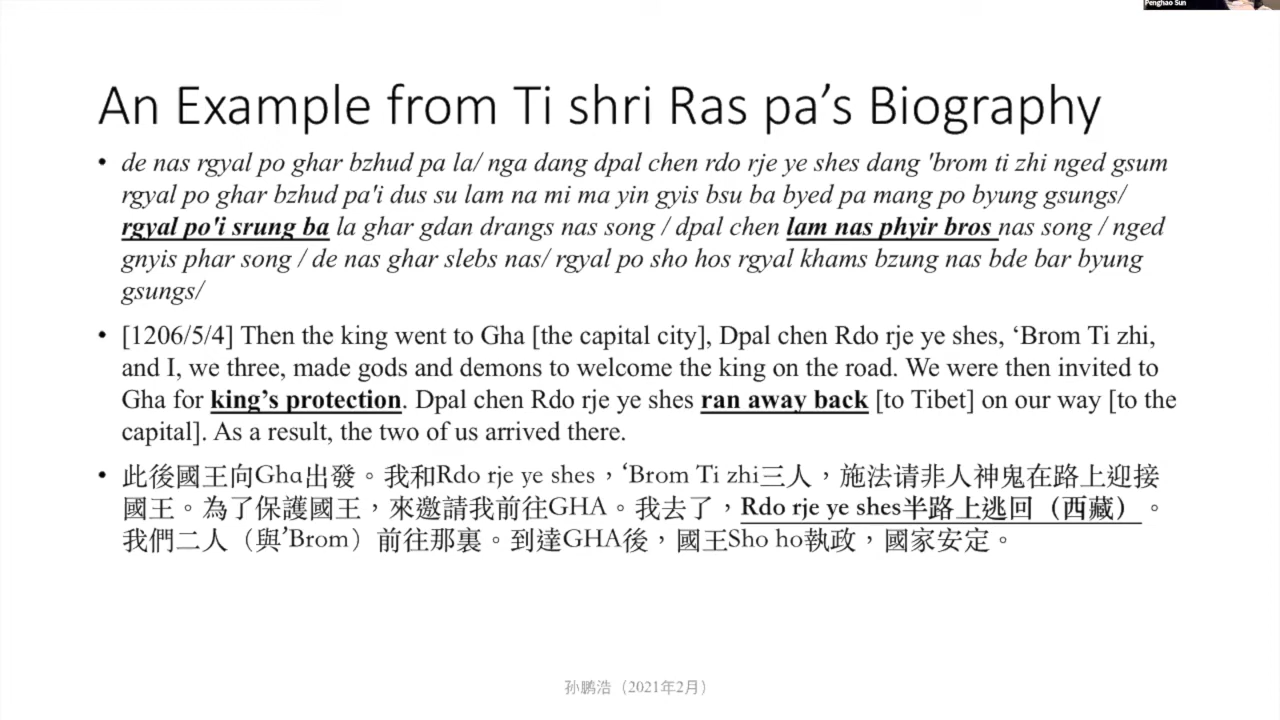 Penghao Sun
An Example from Ti shri Ras pa’s Biography
• de nas rgyal po ghar bzhud pa la/ nga dang dpal chen rdo rje ye shes dang 'brom ti zhi nged gsum
rgyal po ghar bzhud pa'i dus su lam na mi ma yin gyis bsu ba byed pa mang po byung gsungs/
rgyal po'i srung ba la ghar gdan drangs nas song / dpal chen lam nas phyir bros nas song / nged
gnyis phar song / de nas ghar slebs nas/ rgyal po sho hos rgyal khams bzung nas bde bar byung
gsungs/
• [1206/5/4] Then the king went to Gha [the capital city], Dpal chen Rdo rje ye shes, ‘Brom Ti zhi,
and I, we three, made gods and demons to welcome the king on the road. We were then invited to
Gha for king’s protection. Dpal chen Rdo rje ye shes ran away back [to Tibet] on our way [to the
capital]. As a result, the two of us arrived there.
• 此後國王向Gha出發。我和Rdo rje ye shes，‘Brom Ti zhi三人，施法请非人神鬼在路上迎接
國王。為了保護國王，來邀請我前往GHA。我去了，Rdo rje ye shes半路上逃回（西藏）。
我們二人（與’Brom）前往那裏。到達GHA後，國王Sho ho執政，國家安定。
孙鹏浩（2021年2月）